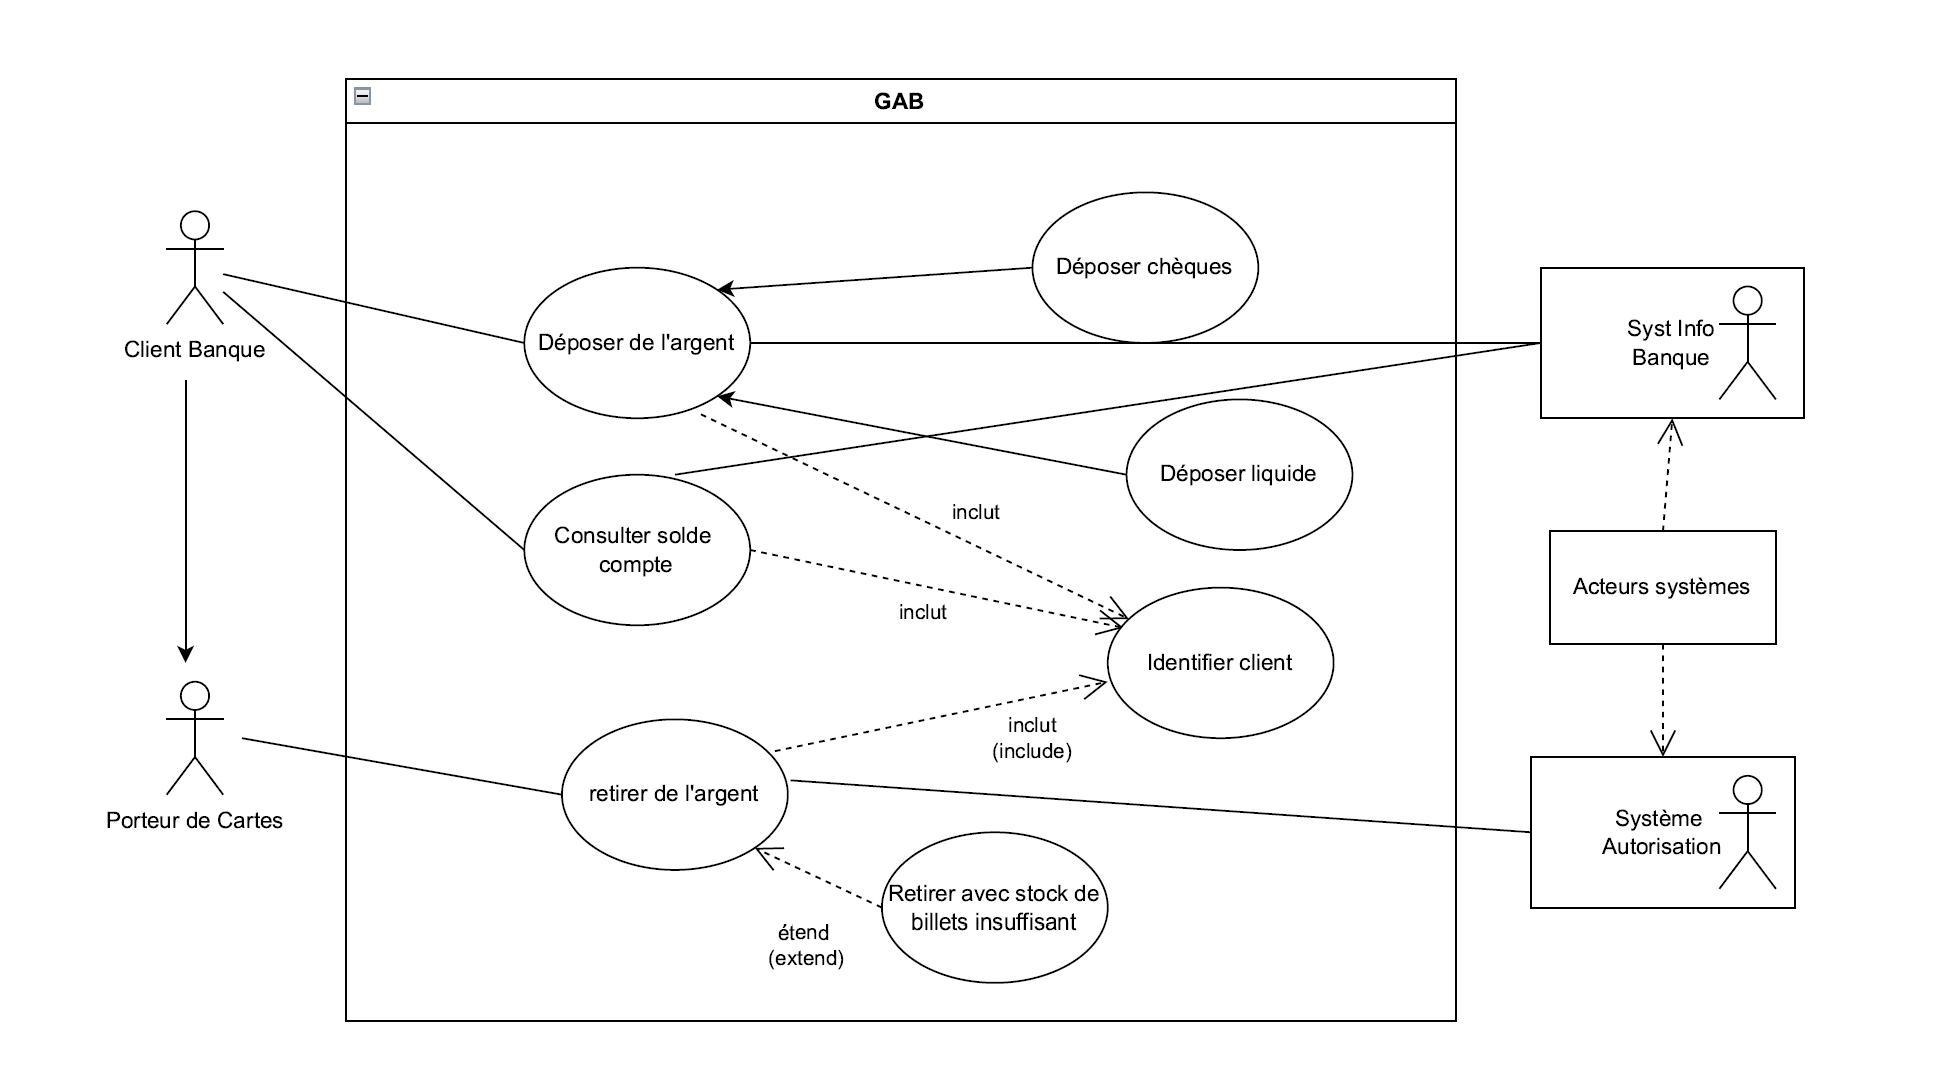 GAB
Client Banque
Porteur de Cartes
Déposer de l'argent
Déposer chèques
Déposer liquide
Consulter solde
compte
inclut
inclut
Identifier client
inclut
(include)
retirer de l'argent
Retirer avec stock de
billets insuffisant
étend
(extend)
Syst Info
Banque
Acteurs systèmes
Système
Autorisation